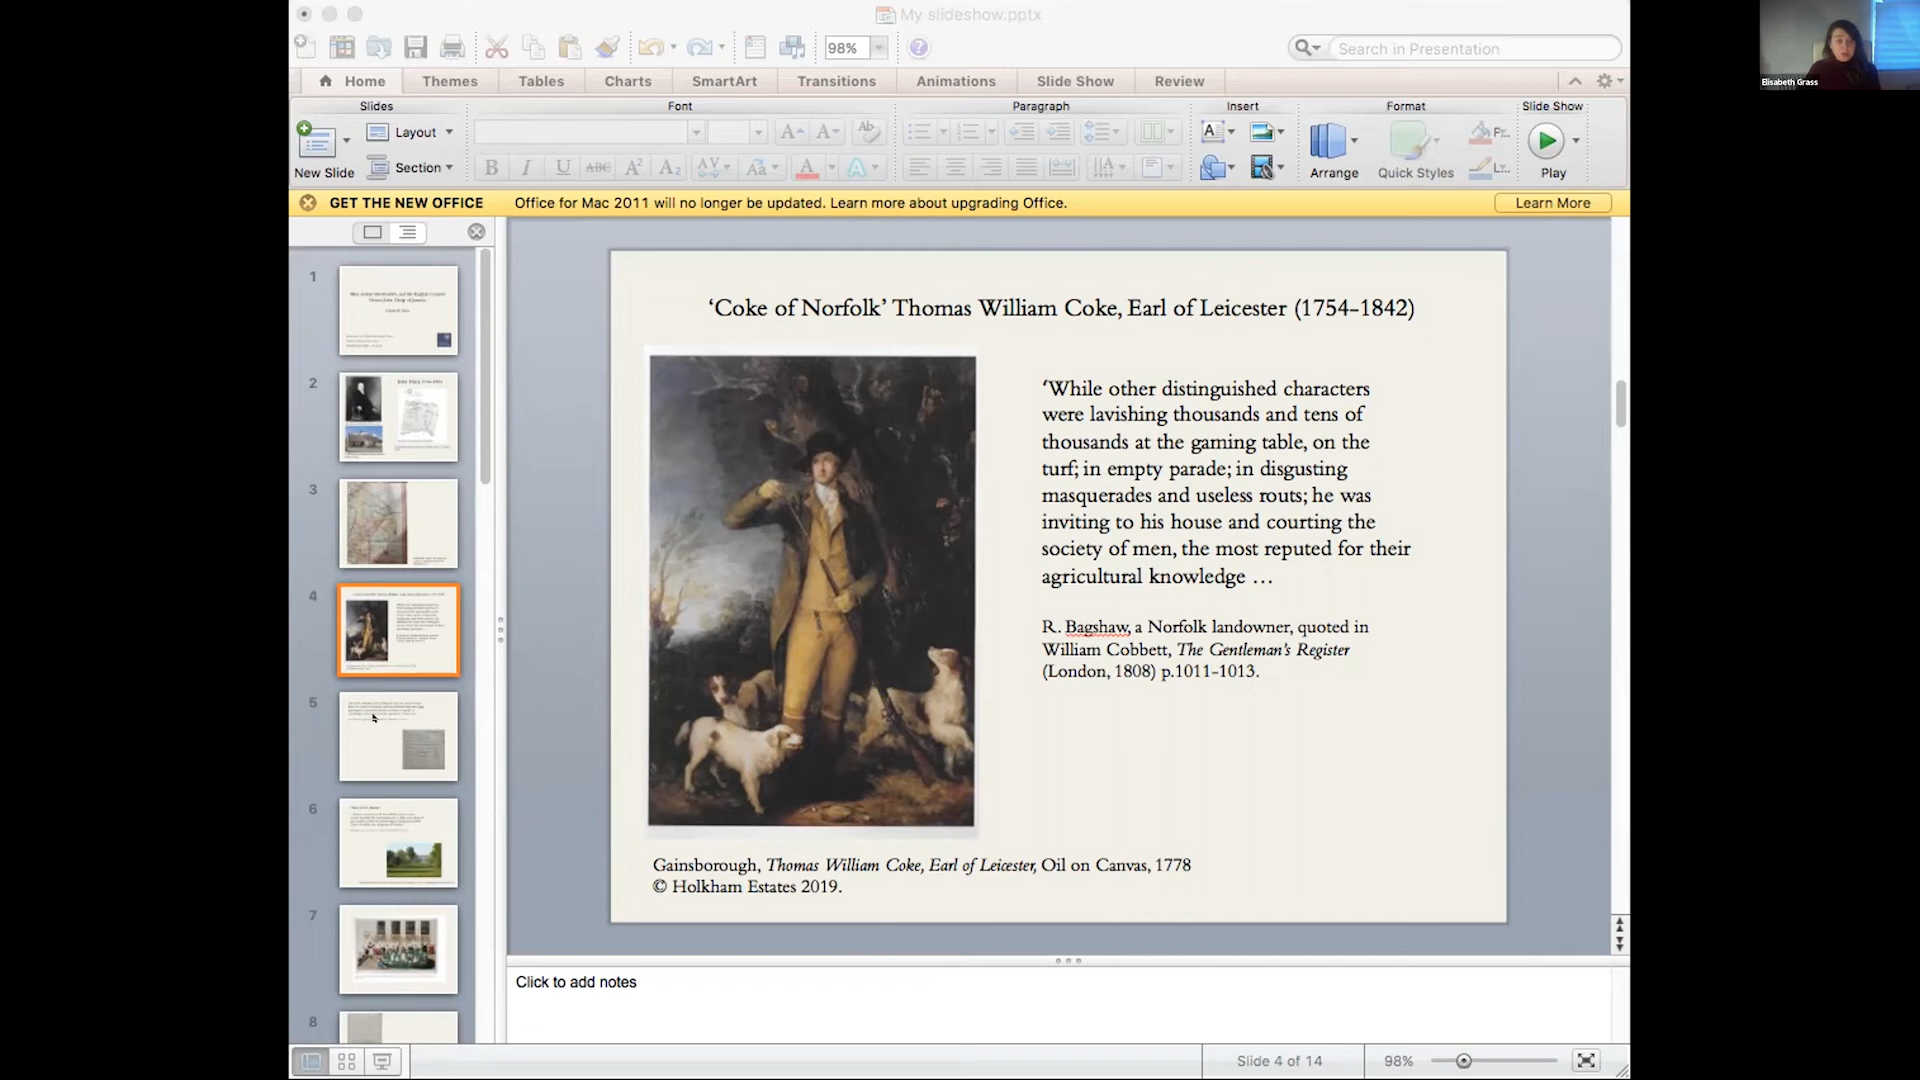 My slideshow.pptx
98%
Search in Presentation
Home
Themes
Tables
Charts
SmartArt
Transitions
Animations
Slide Show
Review
Slides
Font
Paragraph
Insert
Format
Slide Show
New Slide
Layout
Section
Arrange
Quick Styles
Play
GET THE NEW OFFICE
Office for Mac 2011 will no longer be updated. Learn more about upgrading Office.
Learn More
1
2
3
4
5
6
7
8
‘Coke of Norfolk’ Thomas William Coke, Earl of Leicester (1754-1842)
‘While other distinguished characters
were lavishing thousands and tens of
thousands at the gaming table, on the
turf; in empty parade; in disgusting
masquerades and useless routs; he was
inviting to his house and courting the
society of men, the most reputed for their
agricultural knowledge …
R. Bagshaw, a Norfolk landowner, quoted in
William Cobbett, The Gentleman’s Register
(London, 1808) p.1011-1013.
Gainsborough, Thomas William Coke, Earl of Leicester, Oil on Canvas, 1778
© Holkham Estates 2019.
Click to add notes
Slide 4 of 14
98%
Elisabeth Grass